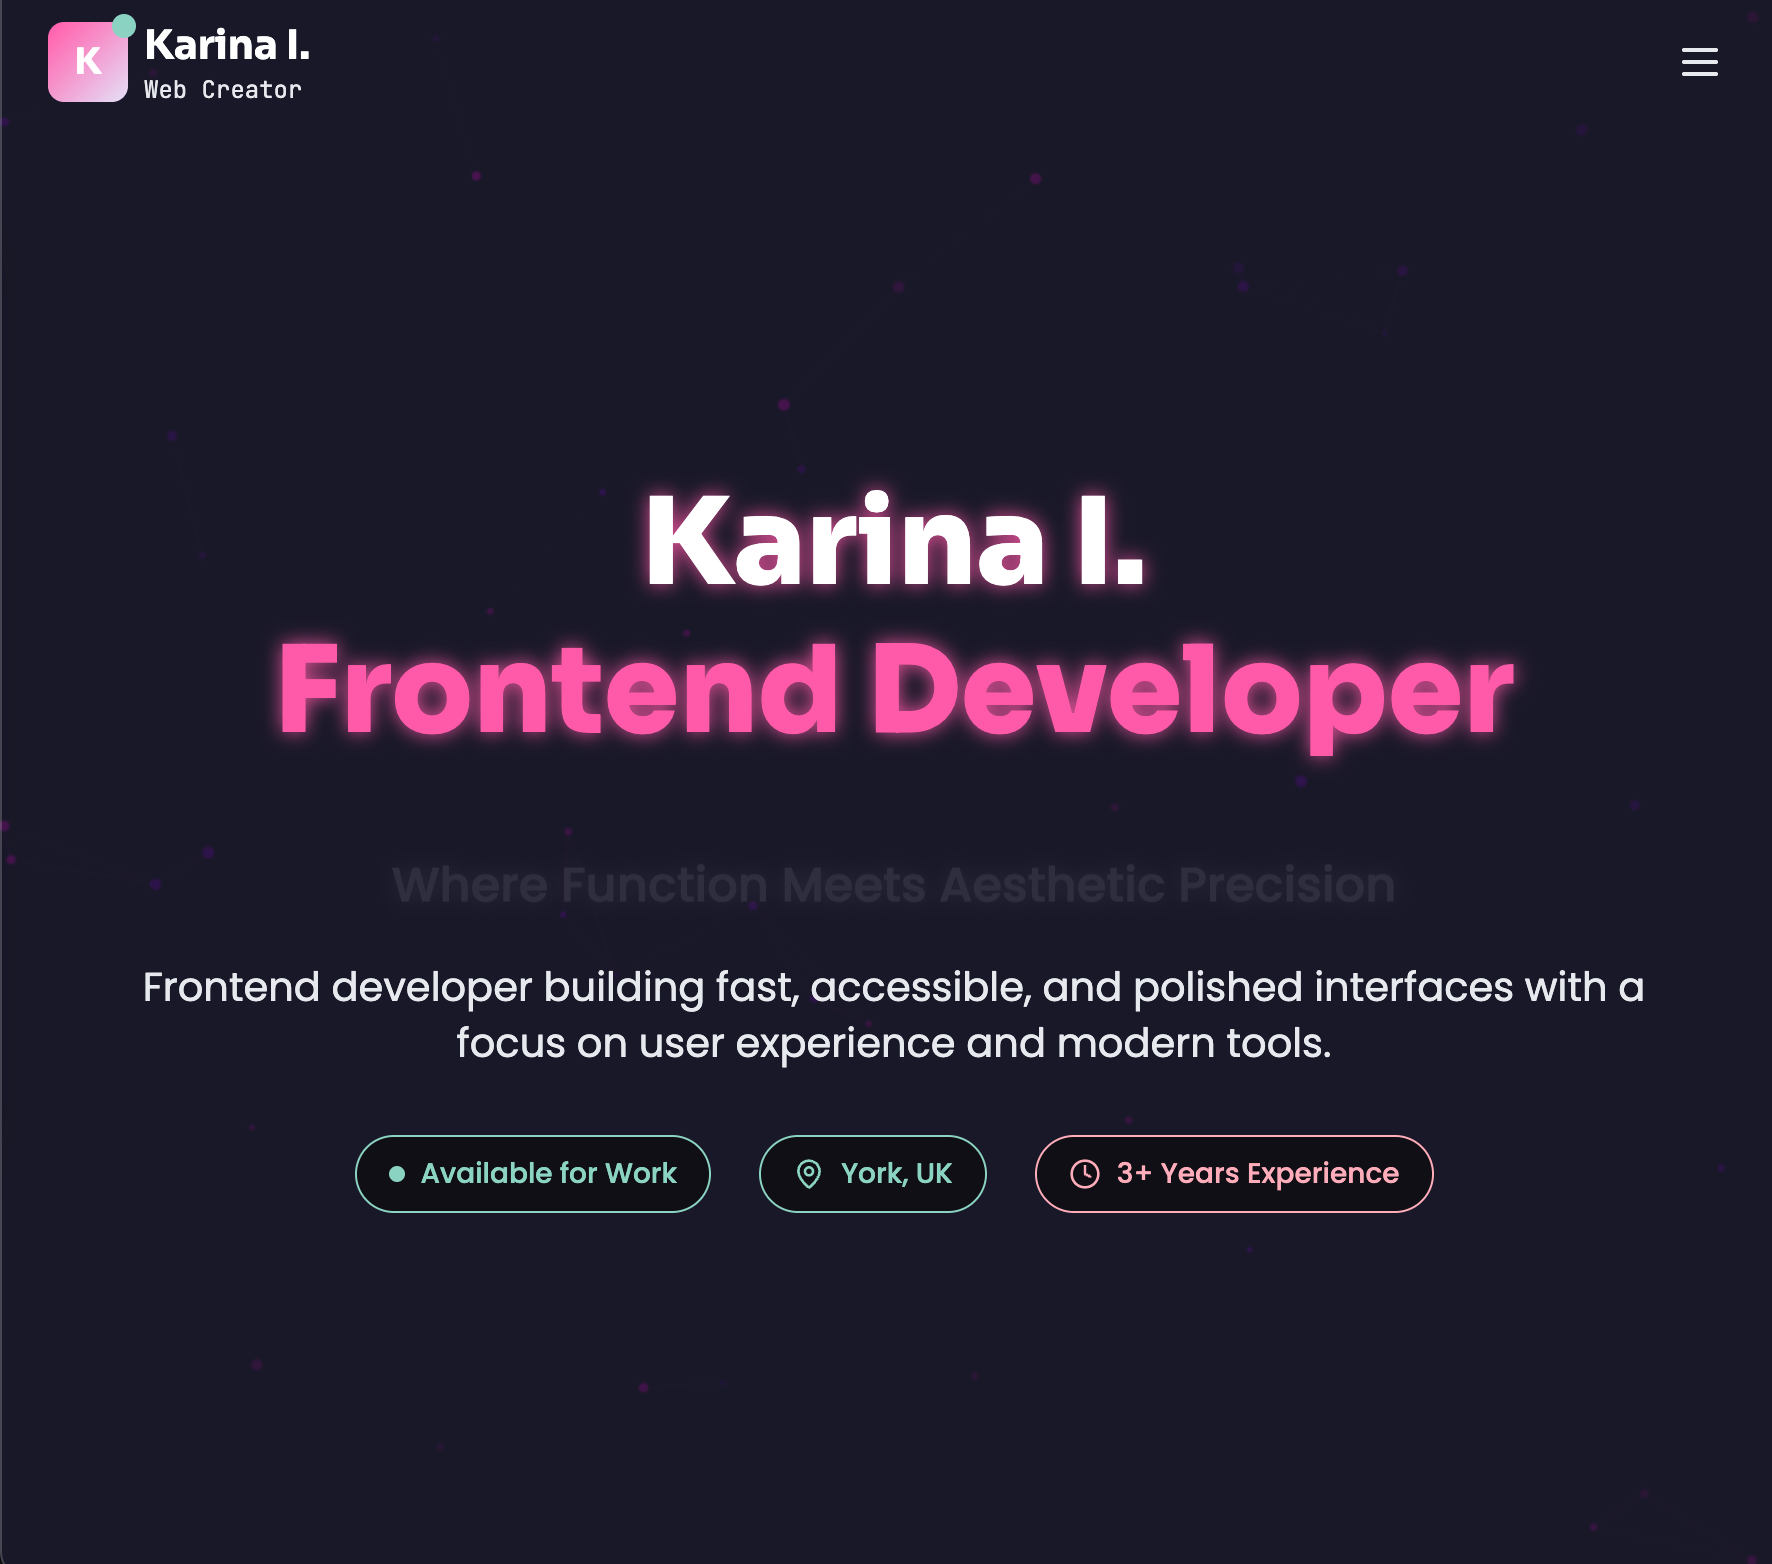 K
Karina I.
Web Creator
Karina I.
Frontend Developer
Where Function Meets Aesthetic Precision
Frontend developer building fast, accessible, and polished interfaces with a
focus on user experience and modern tools.
Available for Work
York, UK
3+ Years Experience